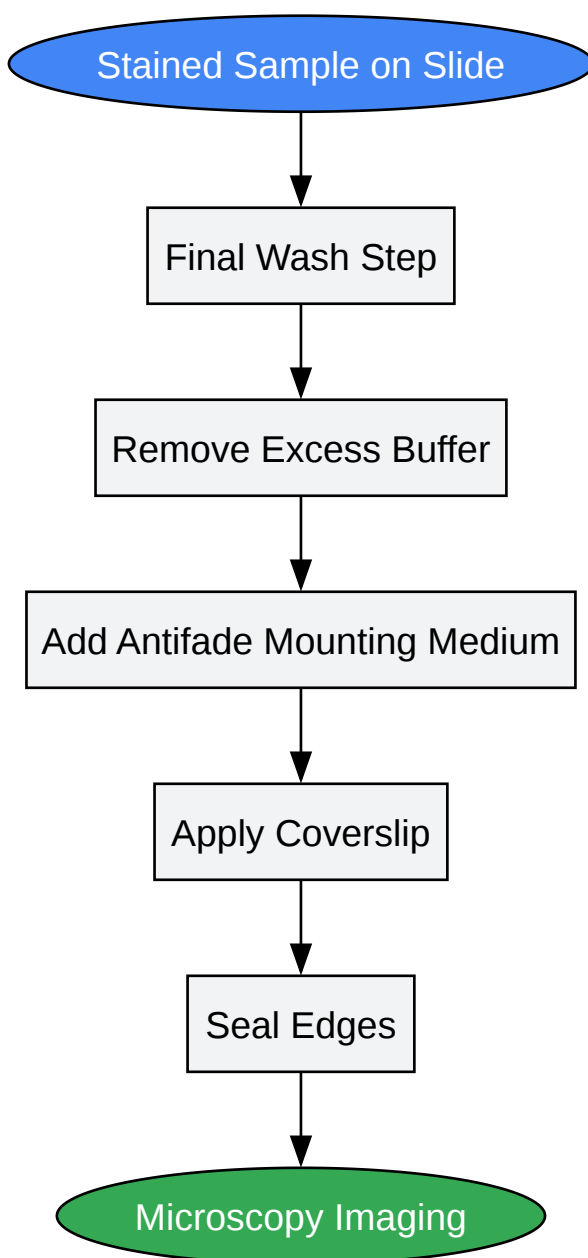 Stained Sample on Slide
Final Wash Step
Remove Excess Buffer
Add Antifade Mounting Medium
Apply Coverslip
Seal Edges
Microscopy Imaging